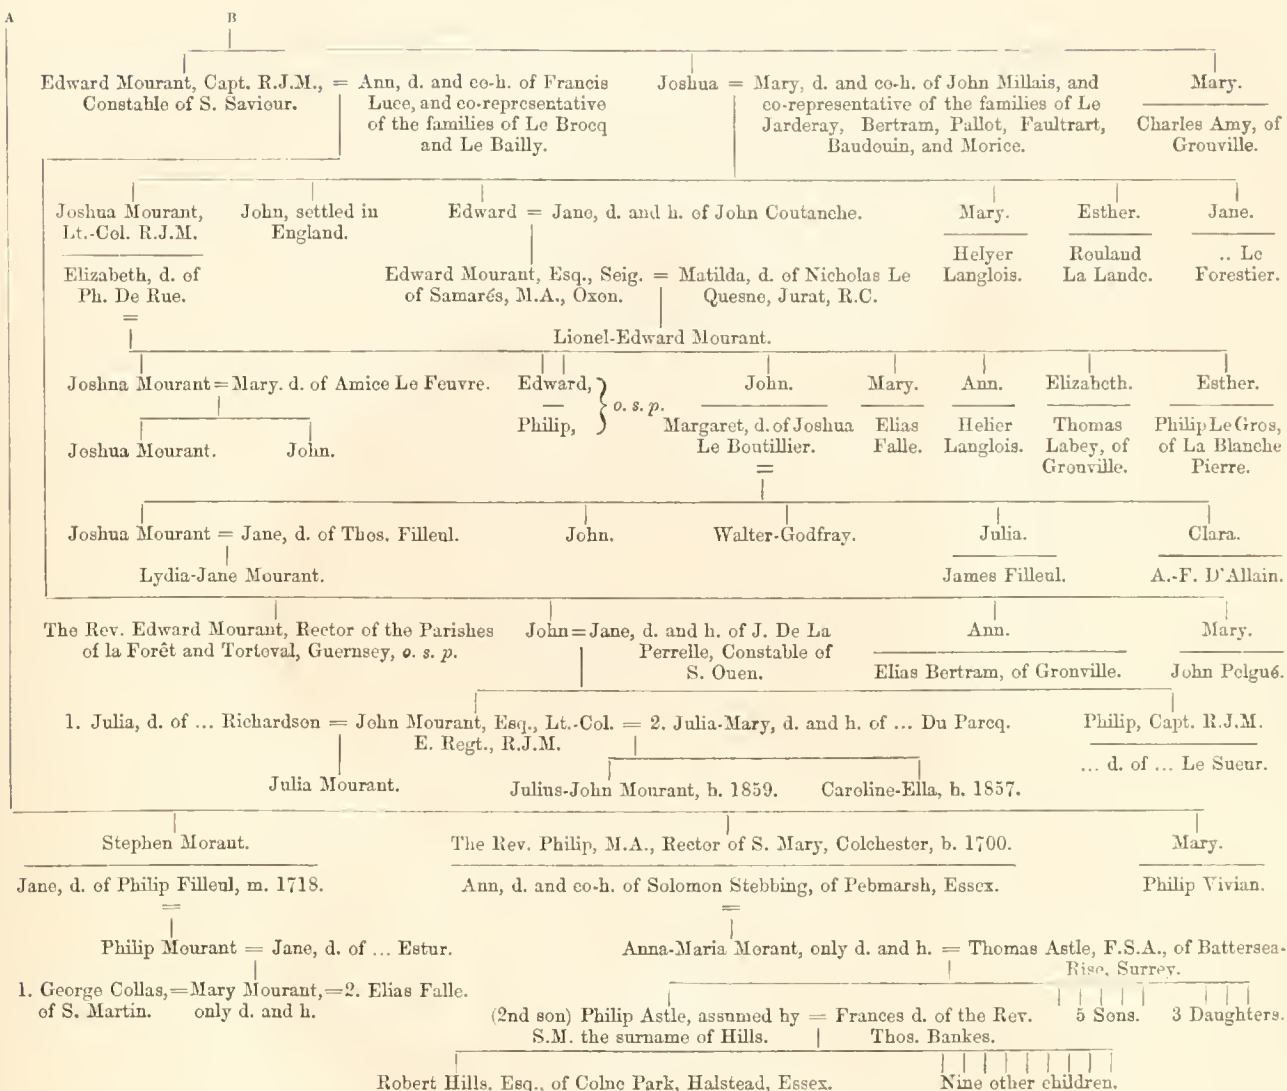 A B
Edward Mourant, Capt. R.J.M., = Ann, d. and co-h. of Francis Joshua = Mary, d. and co-h. of John Millais, and Mary.
Constable of S. Saviour. Luce, and co-representative co-representative of the families of Le
of the families of Le Brocq Jarderay, Bertram, Pallot, Faultrart, Charles Amy, of
and Le Bailly. Baudouin, and Morice. Grouville.
Joshua Mourant, John, settled in Edward = Jane, d. and h. of John Coutanche. Mary. Esther. Jane.
Lt.-Col. R.J.M. England.
Helyer Rouland .. Le
Elizabeth, d. of Edward Mourant, Esq., Seig. = Matilda, d. of Nicholas Le Langlois. La Lande. Forestier.
Ph. De Rue. of Samarés, M.A., Oxon. Quesne, Jurat, R.C.
=
Lionel-Edward Mourant.
Joshua Mourant = Mary. d. of Amice Le Feuvre. Edward, } o. s. p. John. Mary. Ann. Elizabeth. Esther.
Philip, Margaret, d. of Joshua Elias Helier Thomas Philip Le Gros,
Joshua Mourant. John. Le Boutillier. Falle. Langlois. Labey, of of La Blanche
= Grouville. Pierre.
Joshua Mourant = Jane, d. of Thos. Filleul. John. Walter-Godfray. Julia. Clara.
Lydia-Jane Mourant. James Filleul. A.-F. D'Allain.
The Rev. Edward Mourant, Rector of the Parishes John = Jane, d. and h. of J. De La Ann. Mary.
of la Forêt and Torteval, Guernsey, o. s. p. Perrelle, Constable of
S. Ouen. Elias Bertram, of Gronville. John Pelgué.
1. Julia, d. of ... Richardson = John Mourant, Esq., Lt.-Col. = 2. Julia-Mary, d. and h. of ... Du Parcq. Philip, Capt. R.J.M.
E. Regt., R.J.M.
... d. of ... Le Sueur.
Julia Mourant. Julius-John Mourant, b. 1859. Caroline-Ella, b. 1857.
Stephen Morant. The Rev. Philip, M.A., Rector of S. Mary, Colchester, b. 1700. Mary.
Jane, d. of Philip Filleul, m. 1718. Ann, d. and co-h. of Solomon Stebbing, of Pebmarsh, Essex. Philip Vivian.
= =
Philip Mourant = Jane, d. of ... Estur. Anna-Maria Morant, only d. and h. = Thomas Astle, F.S.A., of Battersea-
Rise, Surrey.
1. George Collas, = Mary Mourant, = 2. Elias Falle.
of S. Martin. only d. and h. (2nd son) Philip Astle, assumed by = Frances d. of the Rev. 5 Sons. 3 Daughters.
S.M. the surname of Hills. Thos. Bankes.
Robert Hills, Esq., of Colne Park, Halstead, Essex. Nine other children.